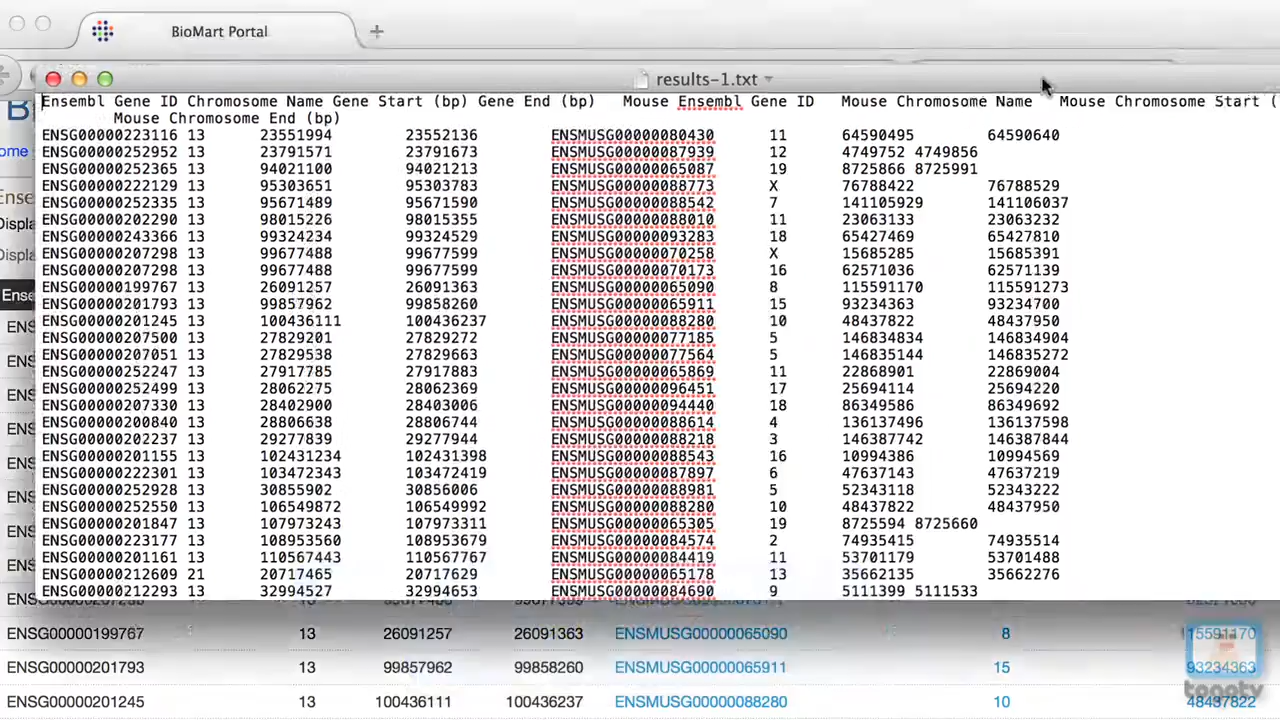 BioMart Portal
results-1.txt
Ensembl Gene ID Chromosome Name Gene Start (bp) Gene End (bp) Mouse Ensembl Gene ID Mouse Chromosome Name Mouse Chromosome Start (
Mouse Chromosome End (bp)
ENSG00000223116 13 23551994 23552136 ENSMUSG00000080430 11 64590495 64590640
ENSG00000252952 13 23791571 23791673 ENSMUSG00000087939 12 4749752 4749856
ENSG00000252365 13 94021100 94021213 ENSMUSG00000065087 19 8725866 8725991
ENSG00000222129 13 95303651 95303783 ENSMUSG00000088773 X 76788422 76788529
ENSG00000252335 13 95671489 95671590 ENSMUSG00000088542 7 141105929 141106037
ENSG00000202290 13 98015226 98015355 ENSMUSG00000088010 11 23063133 23063232
ENSG00000243366 13 99324234 99324529 ENSMUSG00000093283 18 65427469 65427810
ENSG00000207298 13 99677488 99677599 ENSMUSG00000070258 X 15685285 15685391
ENSG00000207298 13 99677488 99677599 ENSMUSG00000070173 16 62571036 62571139
ENSG00000199767 13 26091257 26091363 ENSMUSG00000065090 8 115591170 115591273
ENSG00000201793 13 99857962 99858260 ENSMUSG00000065911 15 93234363 93234700
ENSG00000201245 13 100436111 100436237 ENSMUSG00000088280 10 48437822 48437950
ENSG00000207500 13 27829201 27829272 ENSMUSG00000077185 5 146834834 146834904
ENSG00000207051 13 27829538 27829663 ENSMUSG00000077564 5 146835144 146835272
ENSG00000252247 13 27917785 27917883 ENSMUSG00000065869 11 22868901 22869004
ENSG00000252499 13 28062275 28062369 ENSMUSG00000096451 17 25694114 25694220
ENSG00000207330 13 28402900 28403006 ENSMUSG00000094440 18 86349586 86349692
ENSG00000200840 13 28806638 28806744 ENSMUSG00000088614 4 136137496 136137598
ENSG00000202237 13 29277839 29277944 ENSMUSG00000088218 3 146387742 146387844
ENSG00000201155 13 102431234 102431398 ENSMUSG00000088543 16 10994386 10994569
ENSG00000222301 13 103472343 103472419 ENSMUSG00000087897 6 47637143 47637219
ENSG00000252928 13 30855902 30856006 ENSMUSG00000088981 5 52343118 52343222
ENSG00000252550 13 106549872 106549992 ENSMUSG00000088280 10 48437822 48437950
ENSG00000201847 13 107973243 107973311 ENSMUSG00000065305 19 8725594 8725660
ENSG00000223177 13 108953560 108953679 ENSMUSG00000084574 2 74935415 74935514
ENSG00000201161 13 110567443 110567767 ENSMUSG00000084419 11 53701179 53701488
ENSG00000212609 21 20717465 20717629 ENSMUSG00000065178 13 35662135 35662276
ENSG00000212293 9 32994527 32994653 ENSMUSG00000084690 9 5111399 5111533
ENSG00000199767 13 26091257 26091363 ENSMUSG00000065090 8 115591170
ENSG00000201793 13 99857962 99858260 ENSMUSG00000065911 15 93234363
ENSG00000201245 13 100436111 100436237 ENSMUSG00000088280 10 48437822
togotv